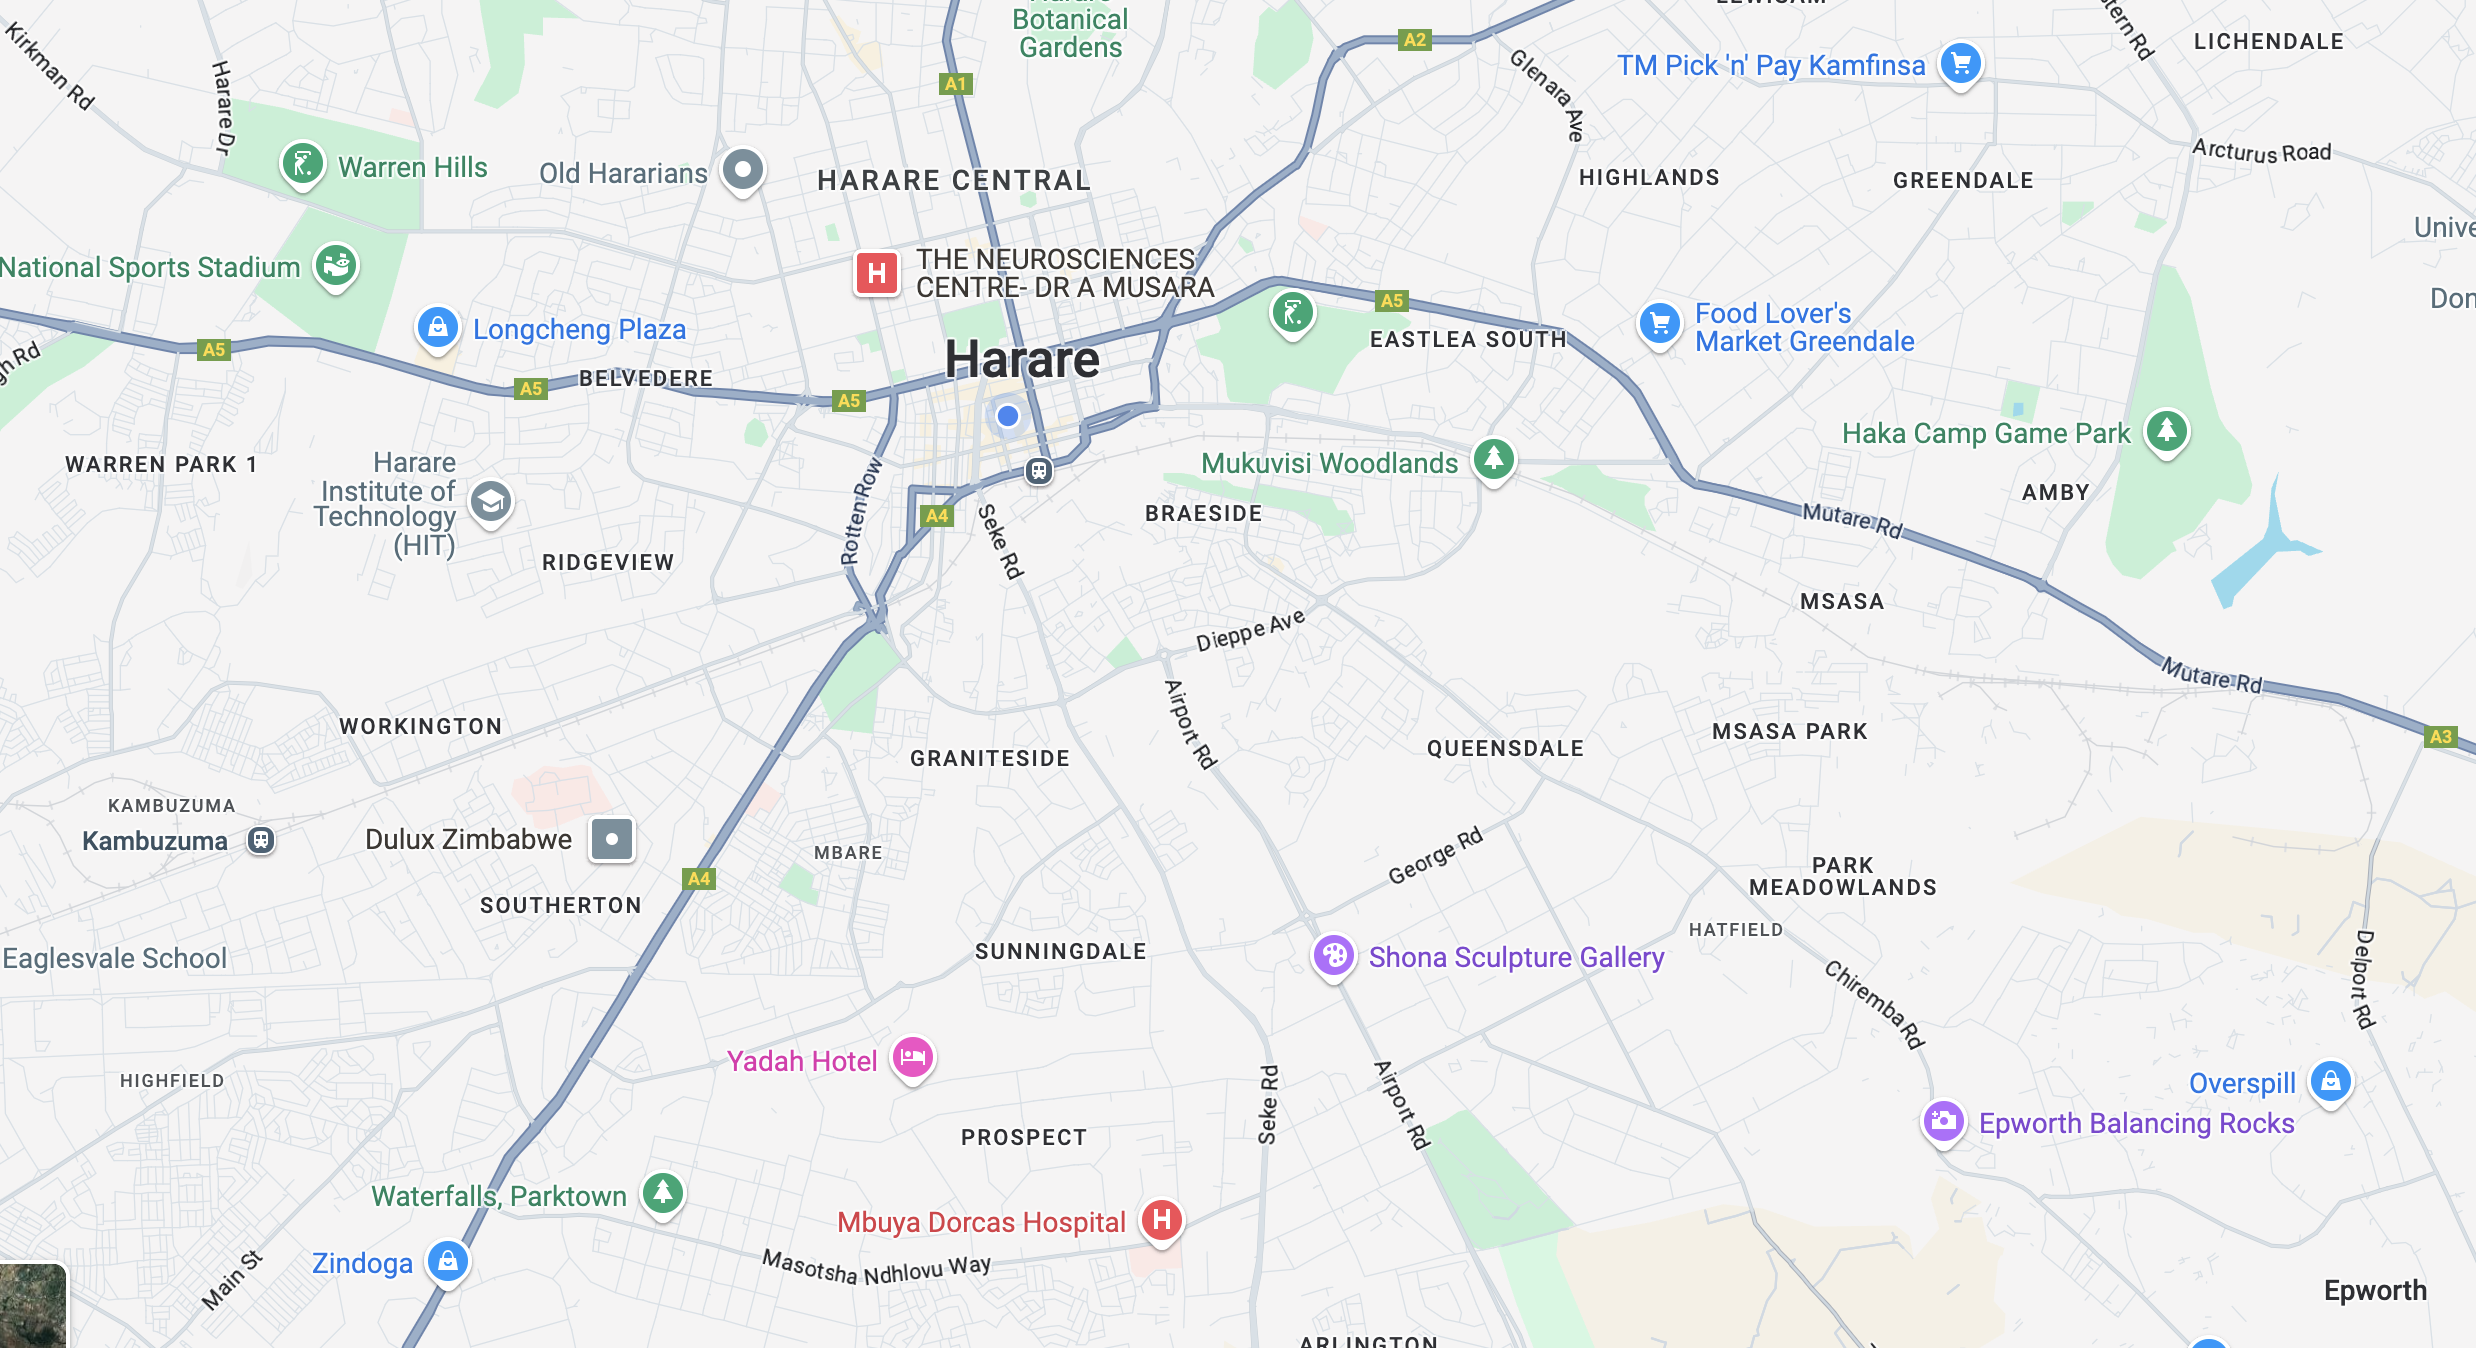 Botanical
Gardens
LICHENDALE
A2
TM Pick 'n' Pay Kamfinsa
Kirkman Rd
Harare Dr
A1
Glenara Ave
Arcturus Road
Warren Hills
Old Hararians
HARARE CENTRAL
HIGHLANDS
GREENDALE
National Sports Stadium
THE NEUROSCIENCES
CENTRE- DR A MUSARA
A5
Longcheng Plaza
Food Lover's
Market Greendale
EASTLEA SOUTH
A5
Harare
A5
BELVEDERE
A5
WARREN PARK 1
Harare
Institute of
Technology
(HIT)
Rotten Row
Mukuvisi Woodlands
Haka Camp Game Park
AMBY
A4
Seke Rd
BRAESIDE
Mutare Rd
RIDGEVIEW
MSASA
Dieppe Ave
Mutare Rd
WORKINGTON
Airport Rd
GRANITESIDE
QUEENSDALE
MSASA PARK
A3
KAMBUZUMA
Kambuzuma
Dulux Zimbabwe
MBARE
George Rd
PARK
MEADOWLANDS
A4
SOUTHERTON
HATFIELD
Eaglesvale School
SUNNINGDALE
Shona Sculpture Gallery
Chiremba Rd
Delport Rd
Yadah Hotel
HIGHFIELD
Seke Rd
Airport Rd
Overspill
Epworth Balancing Rocks
PROSPECT
Waterfalls, Parktown
Mbuya Dorcas Hospital
Zindoga
Main St
Masotsha Ndhlovu Way
Epworth
ARLINGTON